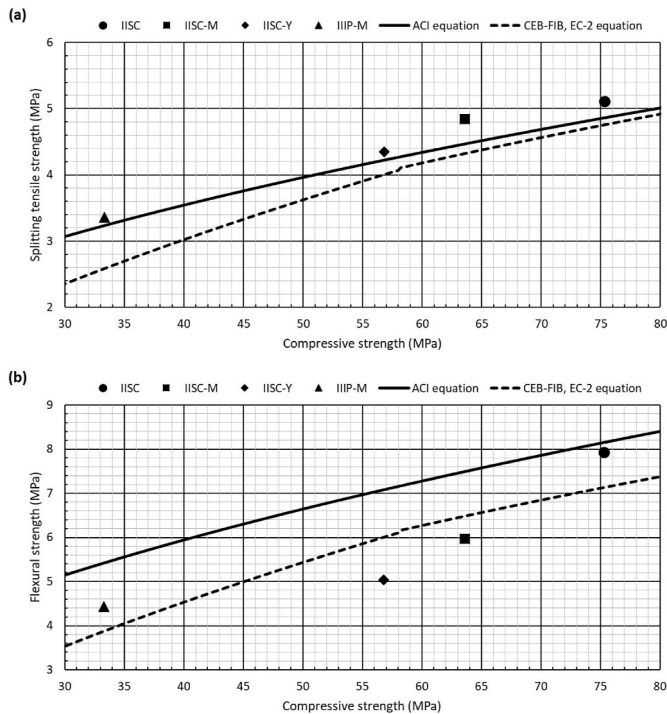 (a)
IISC IISC-M IISC-Y IIIP-M ACI equation CEB-FIB, EC-2 equation
6
5
4
3
2
Splitting tensile strength (MPa)
30 35 40 45 50 55 60 65 70 75 80
Compressive strength (MPa)
(b)
IISC IISC-M IISC-Y IIIP-M ACI equation CEB-FIB, EC-2 equation
9
8
7
6
5
4
3
Flexural strength (MPa)
30 35 40 45 50 55 60 65 70 75 80
Compressive strength (MPa)